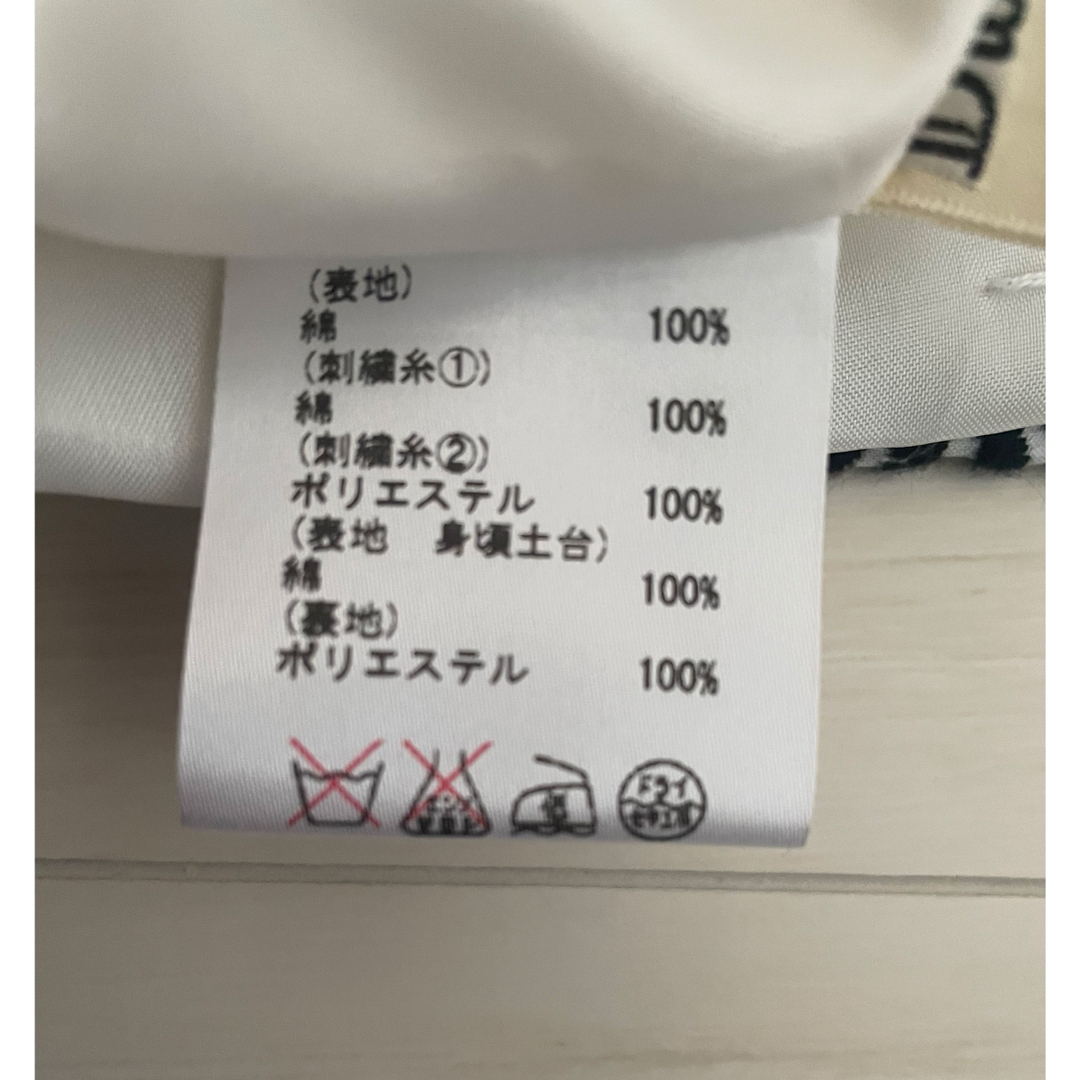 (表地)
綿 100%
(刺繍糸①)
綿 100%
(刺繍糸②)
ポリエステル 100%
(表地 身頃土台)
綿 100%
(裏地)
ポリエステル 100%
ドライ